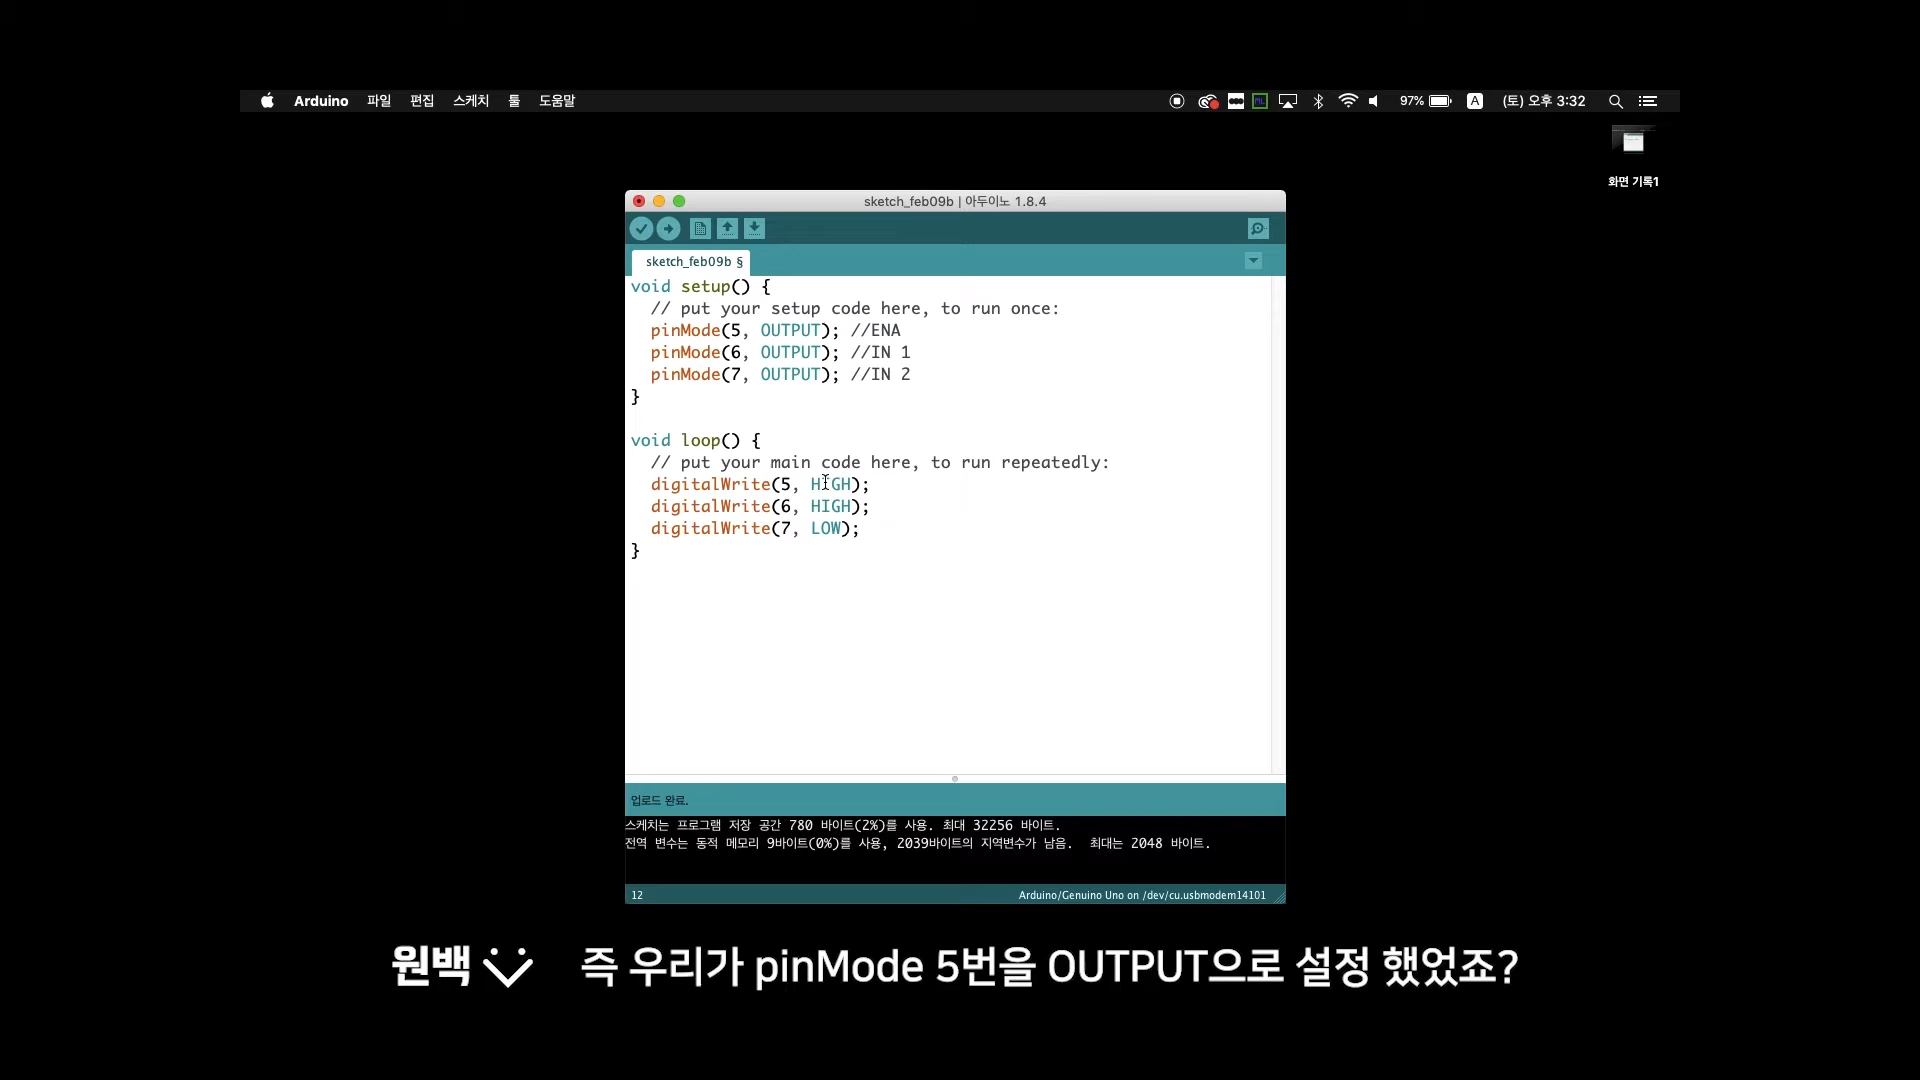 Arduino 파일 편집 스케치 툴 도움말 97% A (토) 오후 3:32
화면 기록1
sketch_feb09b | 아두이노 1.8.4
sketch_feb09b §
void setup() {
  // put your setup code here, to run once:
  pinMode(5, OUTPUT); //ENA
  pinMode(6, OUTPUT); //IN 1
  pinMode(7, OUTPUT); //IN 2
}
void loop() {
  // put your main code here, to run repeatedly:
  digitalWrite(5, HIGH);
  digitalWrite(6, HIGH);
  digitalWrite(7, LOW);
}
업로드 완료.
스케치는 프로그램 저장 공간 780 바이트(2%)를 사용. 최대 32256 바이트.
전역 변수는 동적 메모리 9바이트(0%)를 사용, 2039바이트의 지역변수가 남음.  최대는 2048 바이트.
12 Arduino/Genuino Uno on /dev/cu.usbmodem14101
원백 즉 우리가 pinMode 5번을 OUTPUT으로 설정 했었죠?